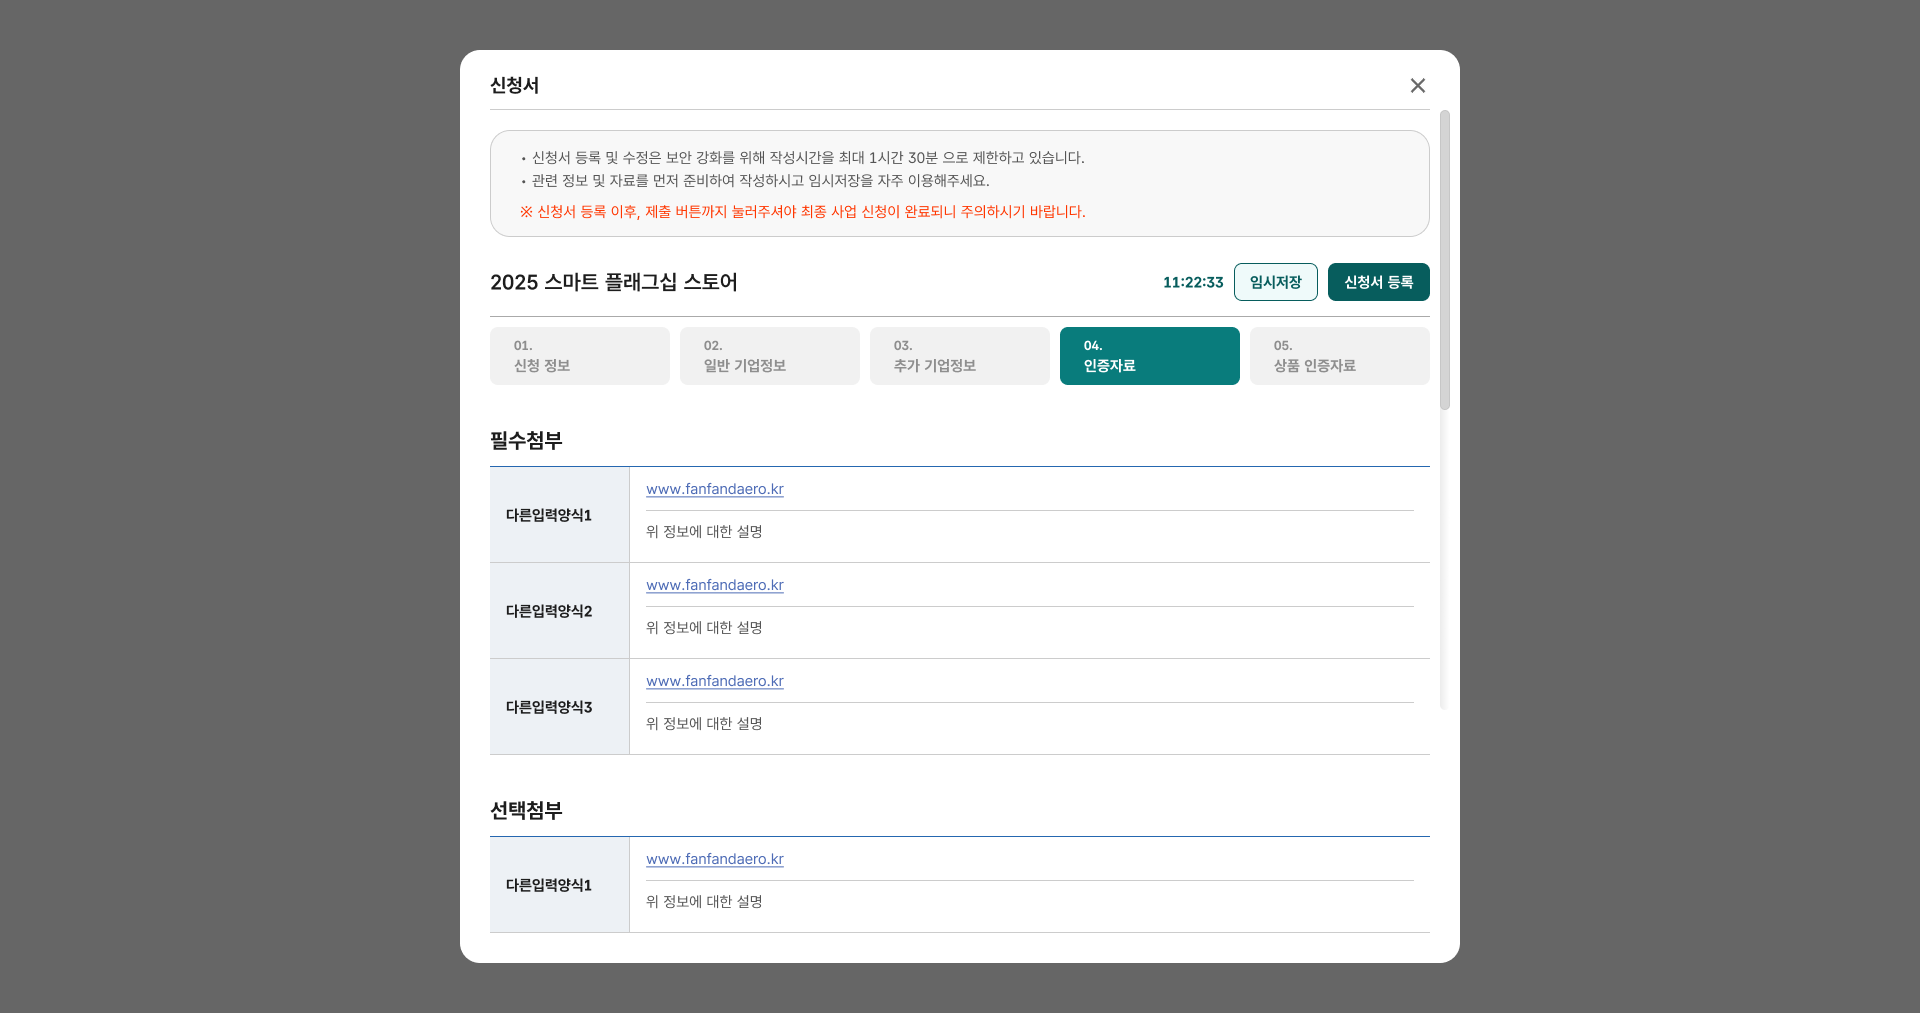 신청서
• 신청서 등록 및 수정은 보안 강화를 위해 작성시간을 최대 1시간 30분 으로 제한하고 있습니다.
• 관련 정보 및 자료를 먼저 준비하여 작성하시고 임시저장을 자주 이용해주세요.
※ 신청서 등록 이후, 제출 버튼까지 눌러주셔야 최종 사업 신청이 완료되니 주의하시기 바랍니다.
2025 스마트 플래그십 스토어
11:22:33
임시저장
신청서 등록
01.
신청 정보
02.
일반 기업정보
03.
추가 기업정보
04.
인증자료
05.
상품 인증자료
필수첨부
다른입력양식1
www.fanfandaero.kr
위 정보에 대한 설명
다른입력양식2
www.fanfandaero.kr
위 정보에 대한 설명
다른입력양식3
www.fanfandaero.kr
위 정보에 대한 설명
선택첨부
다른입력양식1
www.fanfandaero.kr
위 정보에 대한 설명